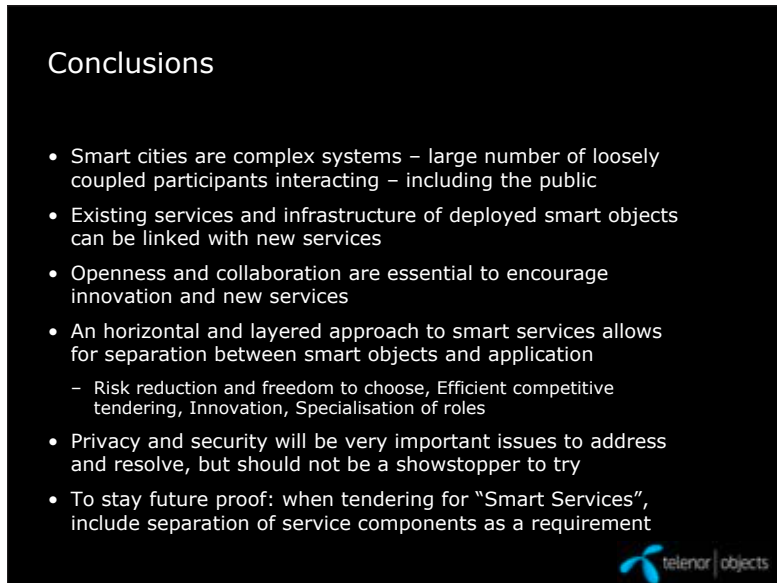 Conclusions
• Smart cities are complex systems – large number of loosely
coupled participants interacting – including the public
• Existing services and infrastructure of deployed smart objects
can be linked with new services
• Openness and collaboration are essential to encourage
innovation and new services
• An horizontal and layered approach to smart services allows
for separation between smart objects and application
– Risk reduction and freedom to choose, Efficient competitive
tendering, Innovation, Specialisation of roles
• Privacy and security will be very important issues to address
and resolve, but should not be a showstopper to try
• To stay future proof: when tendering for “Smart Services”,
include separation of service components as a requirement
telenor | objects